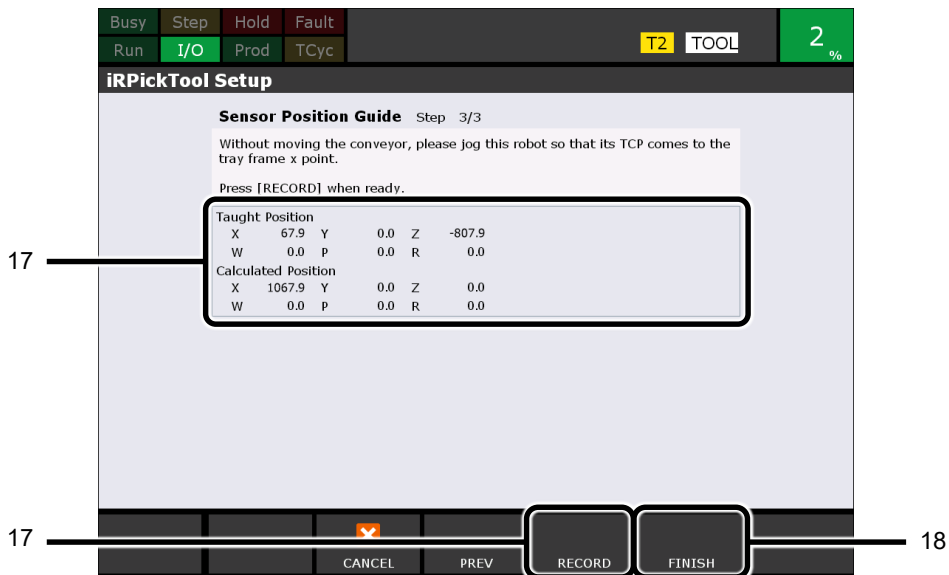 Busy Step Hold Fault
Run I/O Prod TCyc
T2 TOOL
2 %
iRPickTool Setup
Sensor Position Guide Step 3/3
Without moving the conveyor, please jog this robot so that its TCP comes to the
tray frame x point.
Press [RECORD] when ready.
Taught Position
X 67.9 Y 0.0 Z -807.9
W 0.0 P 0.0 R 0.0
Calculated Position
X 1067.9 Y 0.0 Z 0.0
W 0.0 P 0.0 R 0.0
17
17
18
CANCEL PREV RECORD FINISH